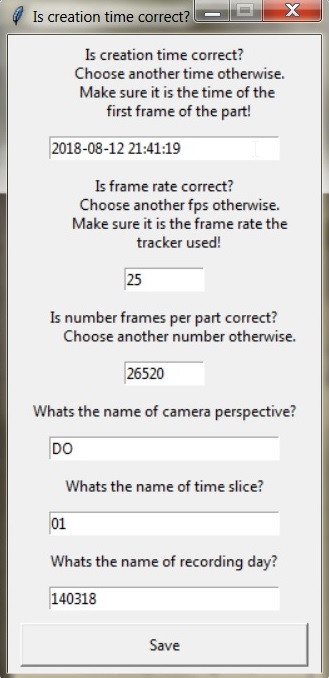 Is creation time correct?
Is creation time correct?
Choose another time otherwise.
Make sure it is the time of the
first frame of the part!
2018-08-12 21:41:19
Is frame rate correct?
Choose another fps otherwise.
Make sure it is the frame rate the
tracker used!
25
Is number frames per part correct?
Choose another number otherwise.
26520
Whats the name of camera perspective?
DO
Whats the name of time slice?
01
Whats the name of recording day?
140318
Save